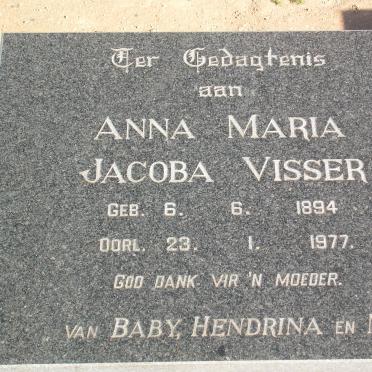 Ter Gedagtenis
aan
ANNA MARIA
JACOBA VISSER
GEB. 6. 6. 1894
OORL. 23. 1. 1977.
GOD DANK VIR 'N MOEDER.
VAN BABY, HENDRINA EN